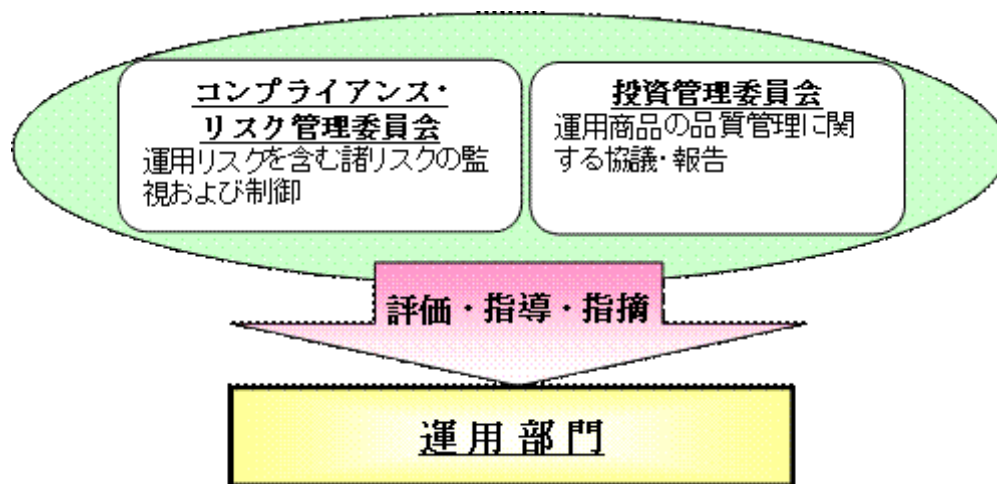 コンプライアンス・
リスク管理委員会
運用リスクを含む諸リスクの監
視および制御
投資管理委員会
運用商品の品質管理に関
する協議・報告
評価・指導・指摘
運用部門